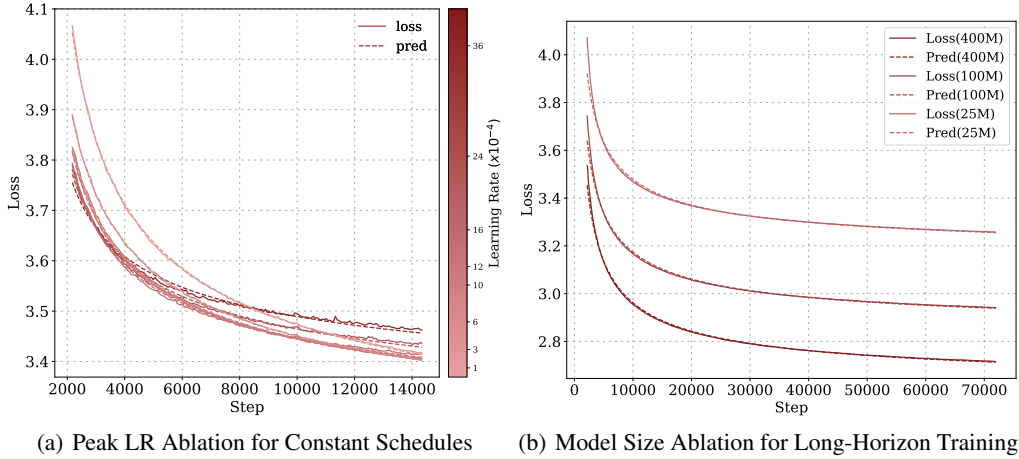 4.1
4.0
3.9
3.8
3.7
3.6
3.5
3.4
Loss
2000 4000 6000 8000 10000 12000 14000
Step
loss
pred
36
24
16
12
10
6
3
1
Learning Rate (x10⁻⁴)
(a) Peak LR Ablation for Constant Schedules
4.0
3.8
3.6
3.4
3.2
3.0
2.8
Loss
0 10000 20000 30000 40000 50000 60000 70000
Step
Loss(400M)
Pred(400M)
Loss(100M)
Pred(100M)
Loss(25M)
Pred(25M)
(b) Model Size Ablation for Long-Horizon Training